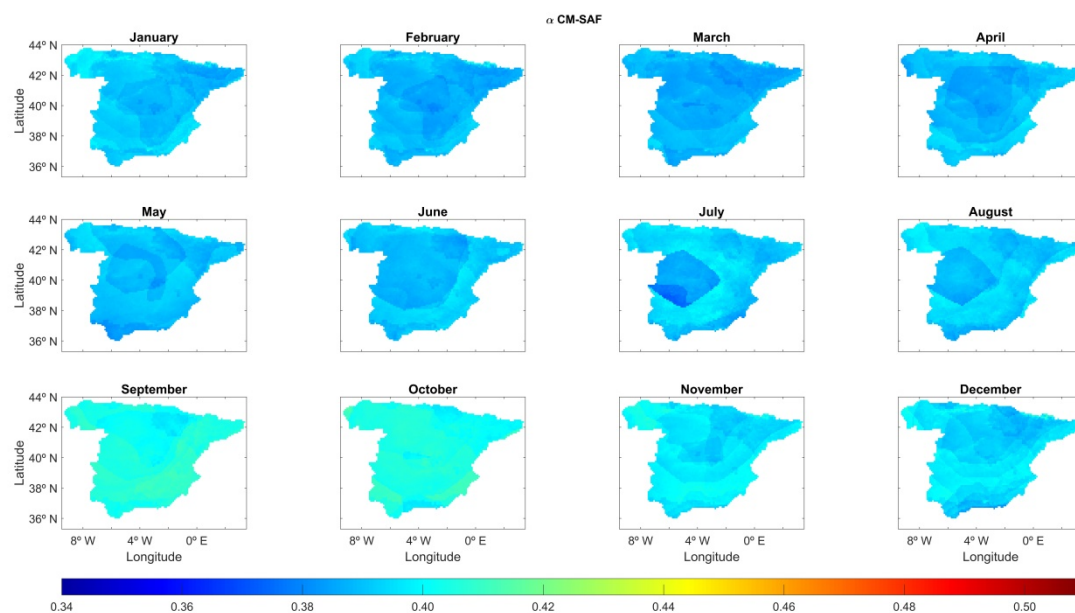 α CM-SAF
January February March April
44º N
42º N
40º N
38º N
36º N
Latitude
May June July August
44º N
42º N
40º N
38º N
36º N
Latitude
September October November December
44º N
42º N
40º N
38º N
36º N
Latitude
8º W 4º W 0º E 8º W 4º W 0º E 8º W 4º W 0º E 8º W 4º W 0º E
Longitude Longitude Longitude Longitude
0.34 0.36 0.38 0.40 0.42 0.44 0.46 0.48 0.50